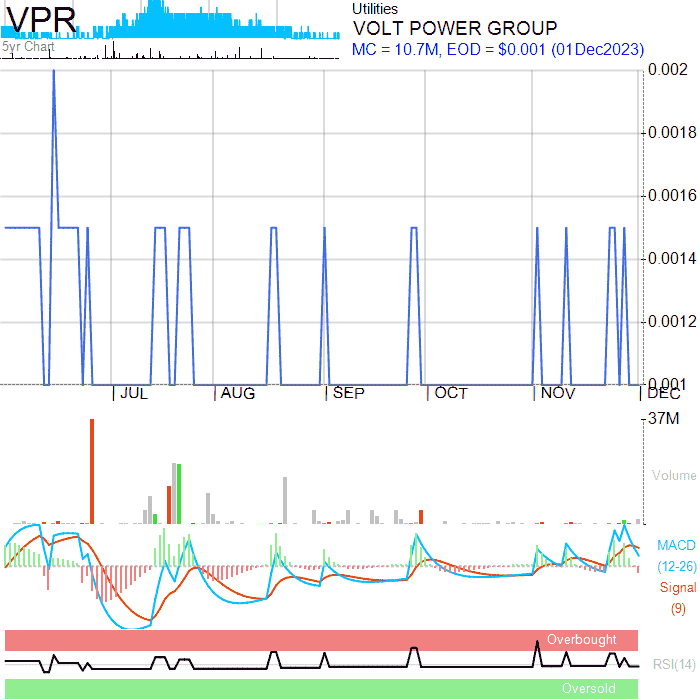 VPR
Utilities
VOLT POWER GROUP
5yr Chart
MC = 10.7M, EOD = $0.001 (01Dec2023)
0.002
0.0018
0.0016
0.0014
0.0012
0.001
JUL AUG SEP OCT NOV DEC
37M
Volume
MACD
(12-26)
Signal
(9)
Overbought
RSI(14)
Oversold